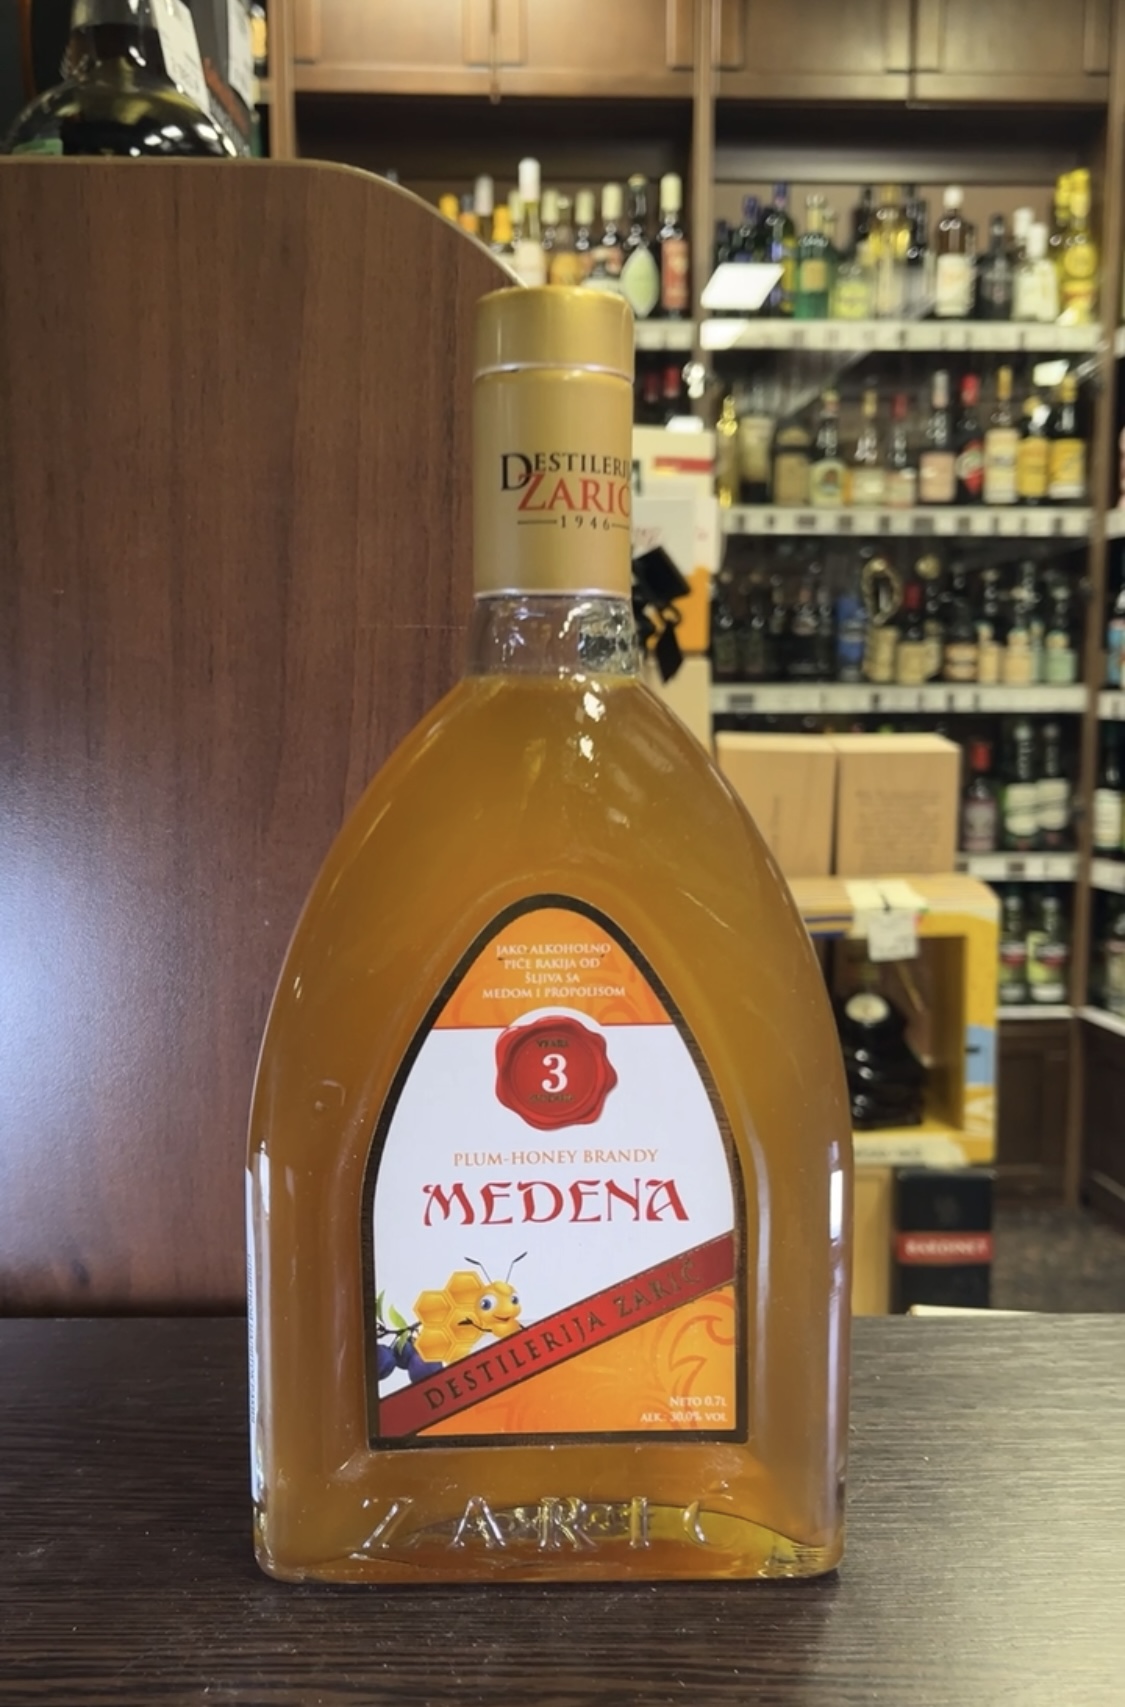 DESTILERIJ
ZARIĆ
1946
JAKO ALKOHOLNO
PIĆE RAKIJA OD
ŠLJIVA SA
MEDOM I PROPOLISOM
3
PLUM-HONEY BRANDY
MEDENA
DESTILERIJA ZARIĆ
NETO 0.7L
ALK.: 30.0% VOL
ZARIĆ